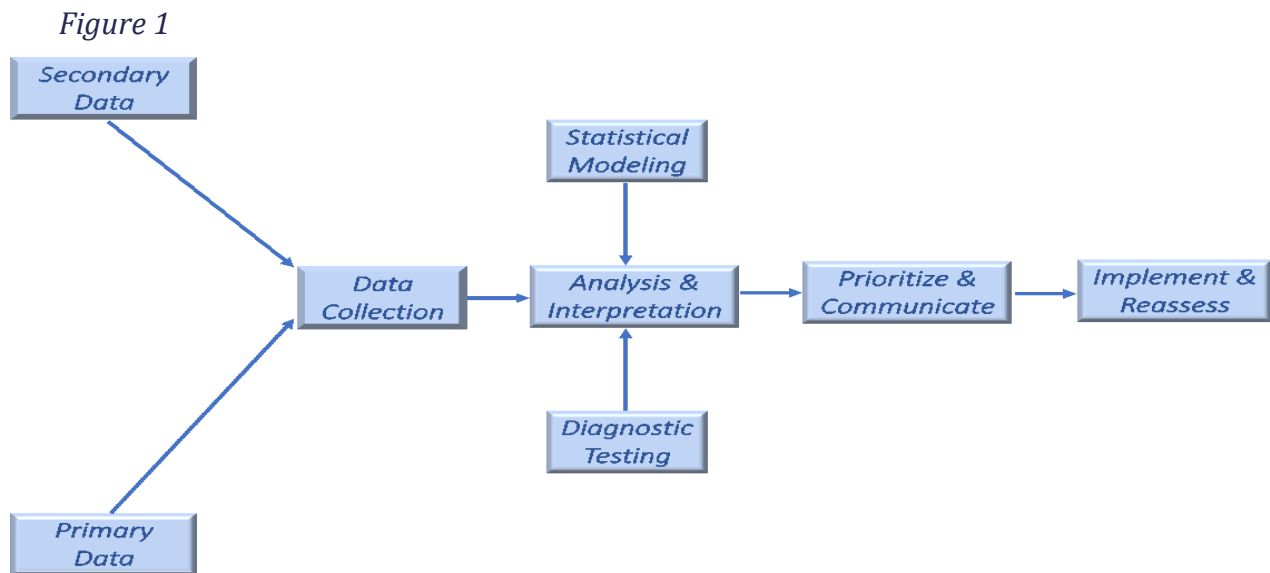 Figure 1
Secondary
Data
Statistical
Modeling
Data
Collection
Analysis &
Interpretation
Prioritize &
Communicate
Implement &
Reassess
Diagnostic
Testing
Primary
Data